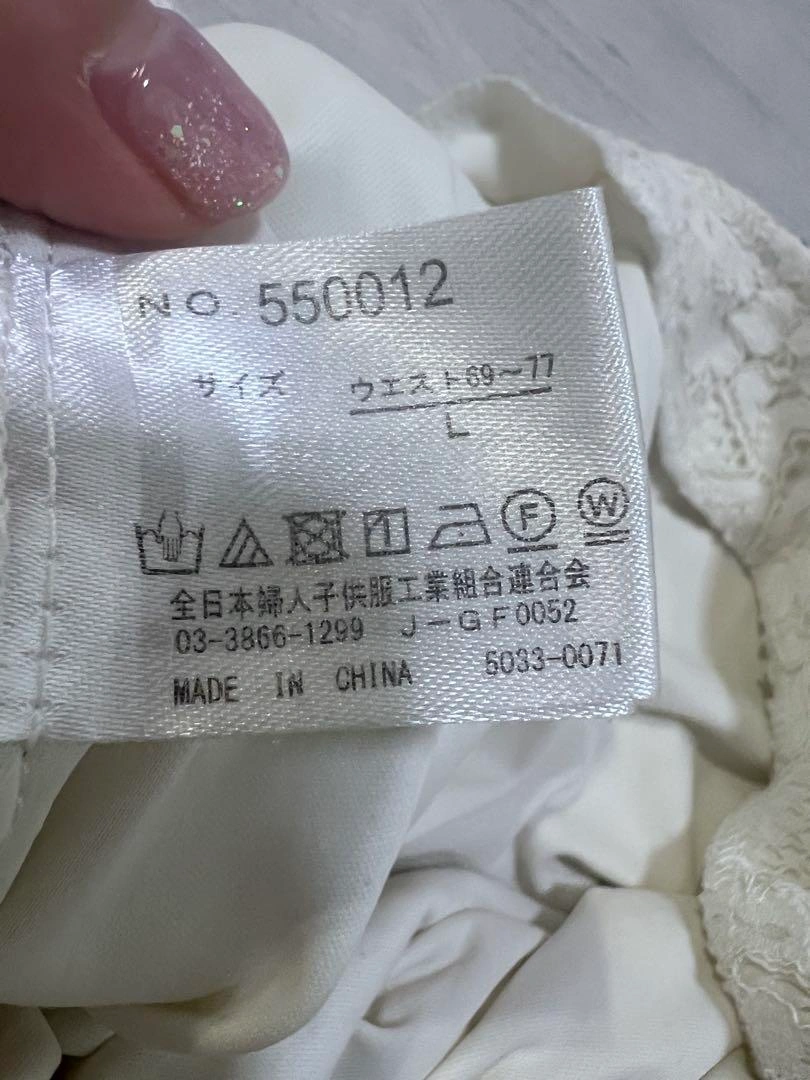 NO. 550012
サイズ ウエスト69～77
L
F W
全日本婦人子供服工業組合連合会
03-3866-1299 J-GF0052
MADE IN CHINA 5033-0071